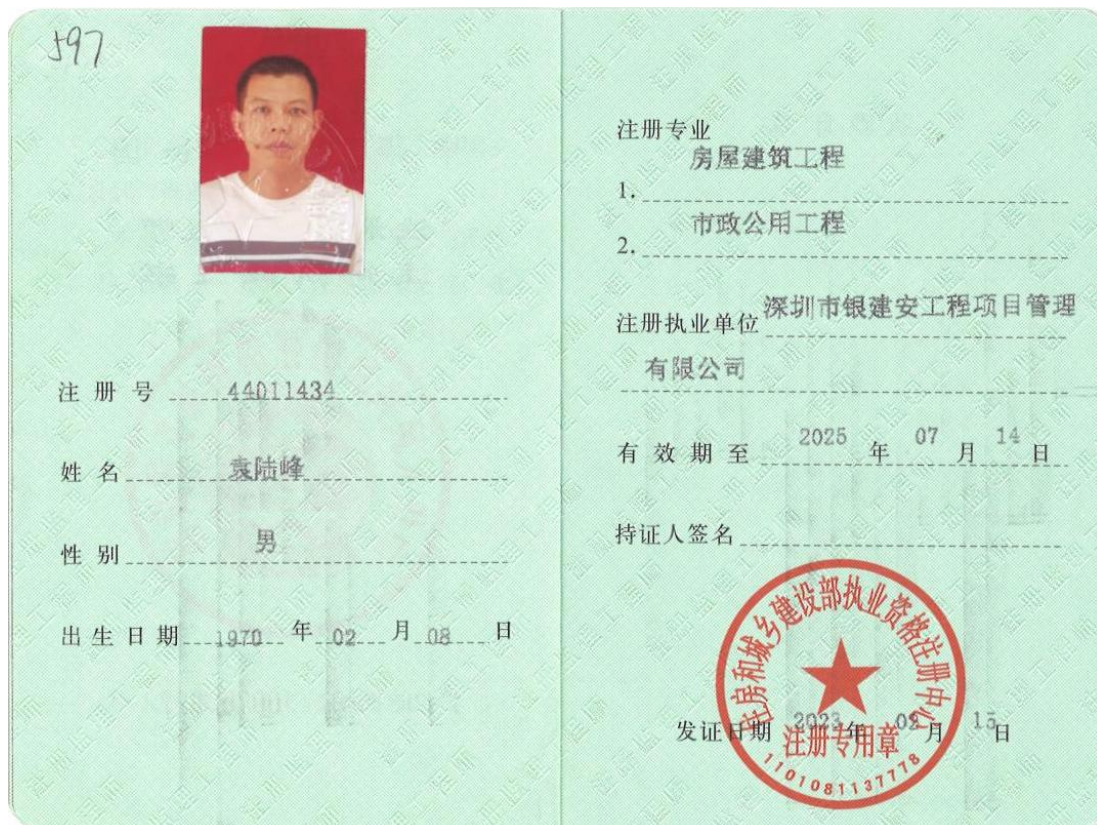 597
注 册 号 44011434
姓 名 袁陆峰
性 别 男
出 生 日 期 1970 年 02 月 08 日
注册专业
房屋建筑工程
1.
市政公用工程
2.
注册执业单位 深圳市银建安工程项目管理
有限公司
有 效 期 至 2025 年 07 月 14 日
持证人签名
住房和城乡建设部执业资格注册中心
发证日期 2023 年 02 月 15 日
注册专用章
1101081137778